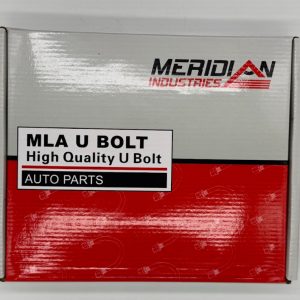 MERIDIAN
INDUSTRIES
MLA U BOLT
High Quality U Bolt
AUTO PARTS